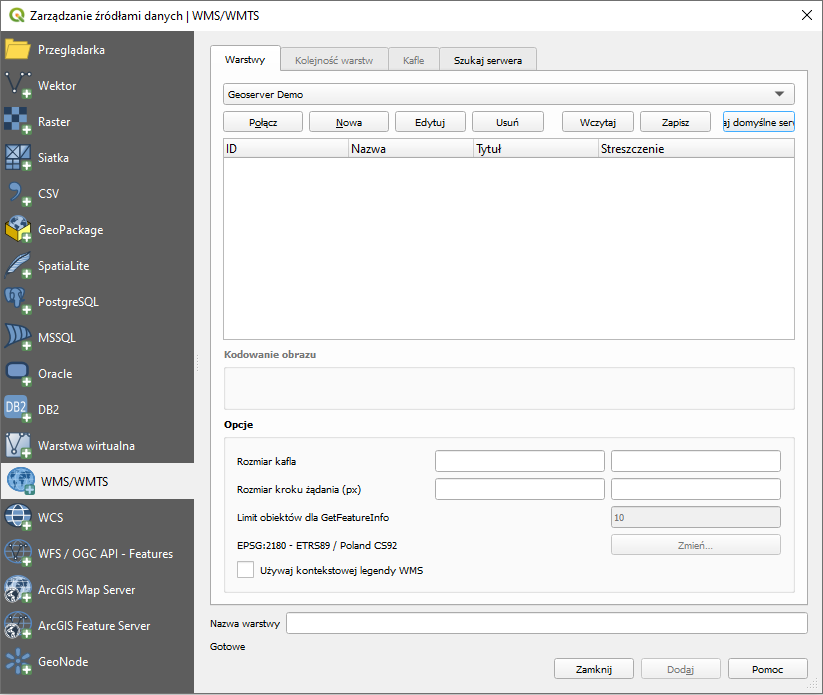 Zarządzanie źródłami danych | WMS/WMTS
Przeglądarka
Wektor
Raster
Siatka
CSV
GeoPackage
SpatiaLite
PostgreSQL
MSSQL
Oracle
DB2
DB2
Warstwa wirtualna
WMS/WMTS
WCS
WFS / OGC API - Features
ArcGIS Map Server
ArcGIS Feature Server
GeoNode
Warstwy Kolejność warstw Kafle Szukaj serwera
Geoserver Demo
Połącz Nowa Edytuj Usuń Wczytaj Zapisz aj domyślne serv
ID Nazwa Tytuł Streszczenie
Kodowanie obrazu
Opcje
Rozmiar kafla
Rozmiar kroku żądania (px)
Limit obiektów dla GetFeatureInfo 10
EPSG:2180 - ETRS89 / Poland CS92 Zmień...
Używaj kontekstowej legendy WMS
Nazwa warstwy
Gotowe
Zamknij Dodaj Pomoc